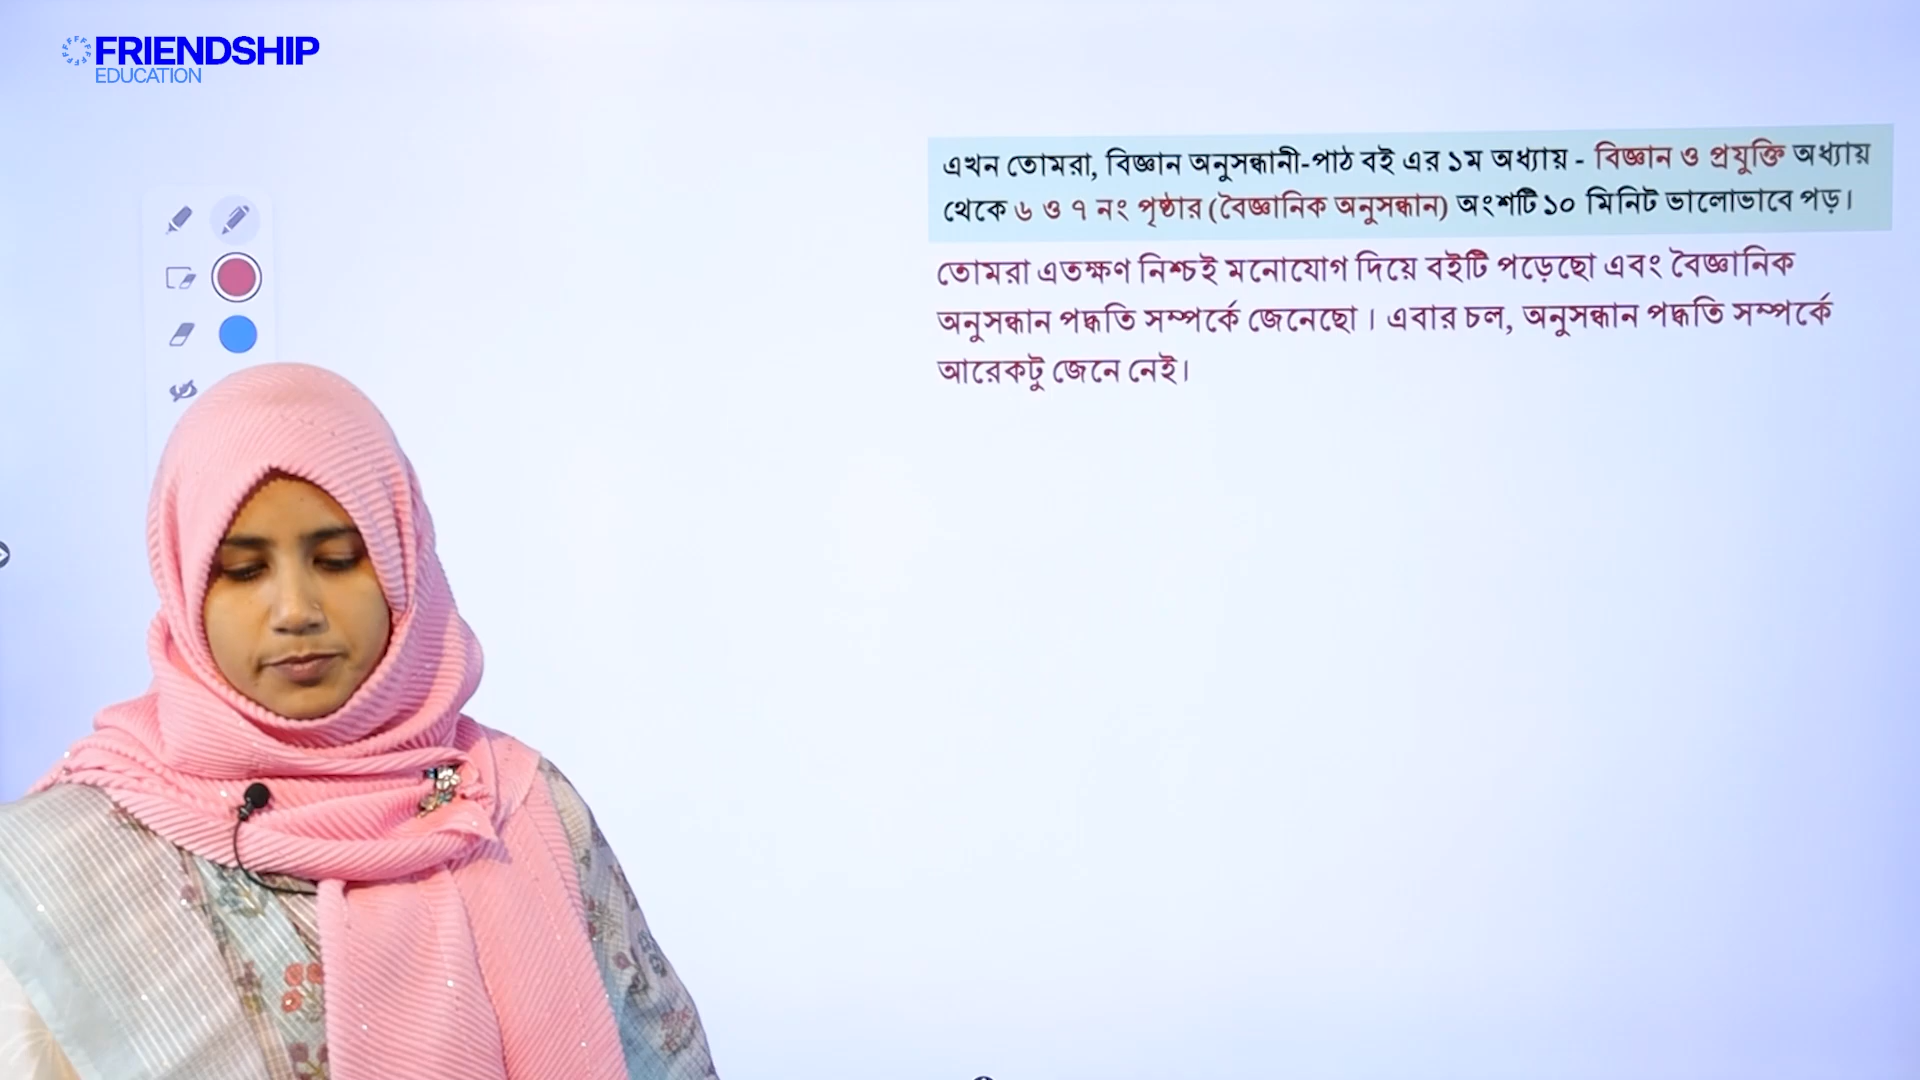 FRIENDSHIP
EDUCATION
এখন তোমরা, বিজ্ঞান অনুসন্ধানী-পাঠ বই এর ১ম অধ্যায় - বিজ্ঞান ও প্রযুক্তি অধ্যায়
থেকে ৬ ও ৭ নং পৃষ্ঠার (বৈজ্ঞানিক অনুসন্ধান) অংশটি ১০ মিনিট ভালোভাবে পড়।
তোমরা এতক্ষণ নিশ্চই মনোযোগ দিয়ে বইটি পড়েছো এবং বৈজ্ঞানিক
অনুসন্ধান পদ্ধতি সম্পর্কে জেনেছো । এবার চল, অনুসন্ধান পদ্ধতি সম্পর্কে
আরেকটু জেনে নেই।